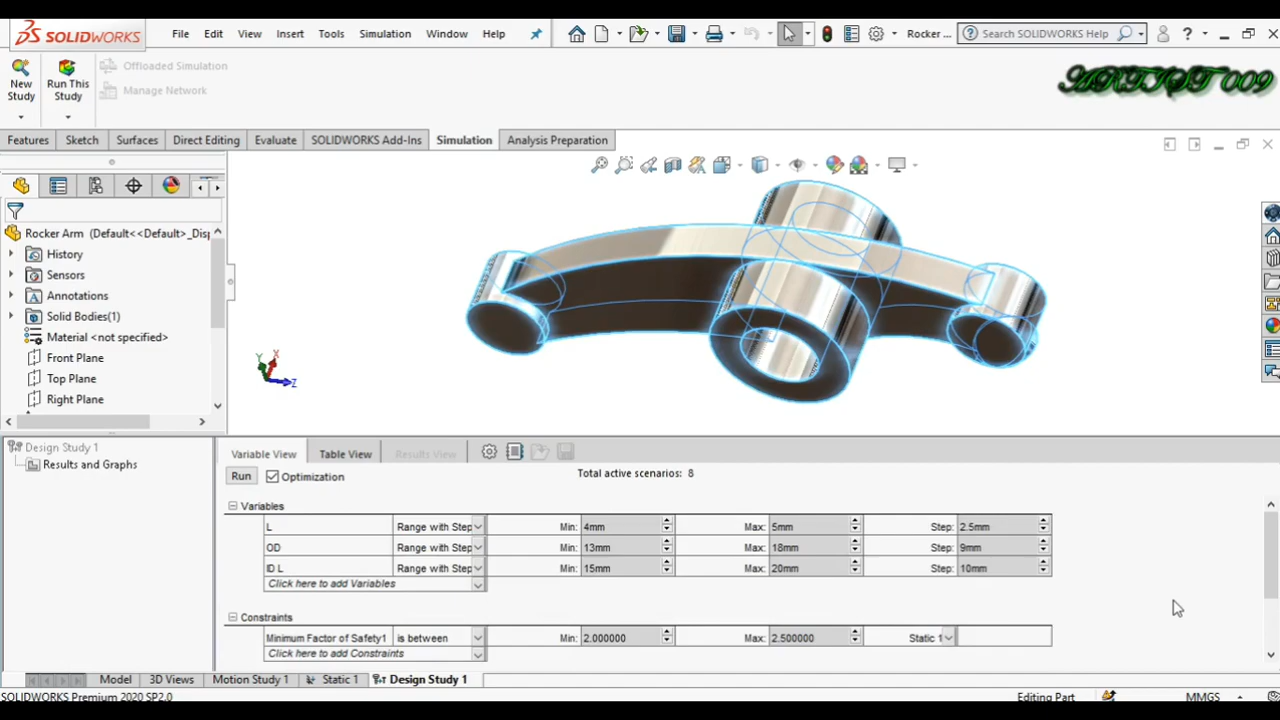 SOLIDWORKS File Edit View Insert Tools Simulation Window Help Rocker ... Search SOLIDWORKS Help ?
New Study
Run This Study
Offloaded Simulation
Manage Network
ARTIST 009
Features Sketch Surfaces Direct Editing Evaluate SOLIDWORKS Add-Ins Simulation Analysis Preparation
Rocker Arm (Default<<Default>_Disp
History
Sensors
Annotations
Solid Bodies(1)
Material <not specified>
Front Plane
Top Plane
Right Plane
Y X Z
Design Study 1
Results and Graphs
Variable View Table View Results View
Run Optimization Total active scenarios: 8
Variables
L Range with Step Min: 4mm Max: 5mm Step: 2.5mm
OD Range with Step Min: 13mm Max: 18mm Step: 9mm
ID L Range with Step Min: 15mm Max: 20mm Step: 10mm
Click here to add Variables
Constraints
Minimum Factor of Safety1 is between Min: 2.000000 Max: 2.500000 Static 1
Click here to add Constraints
Model 3D Views Motion Study 1 Static 1 Design Study 1
SOLIDWORKS Premium 2020 SP2.0 Editing Part MMGS